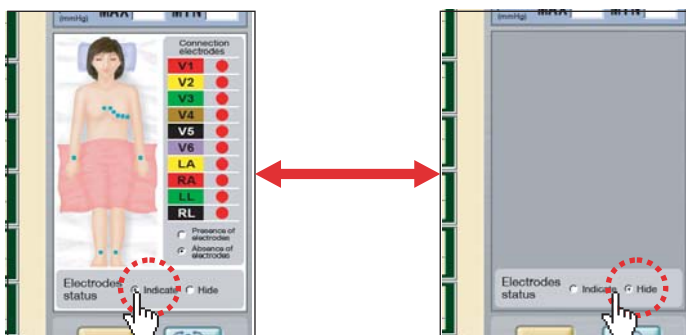 (mmHg) MAX MIN
Connection
electrodes
V1
V2
V3
V4
V5
V6
LA
RA
LL
RL
Presence of
electrodes
Absence of
electrodes
Electrodes
status
Indicate
Hide
(mmHg) MAX MIN
Electrodes
status
Indicate
Hide